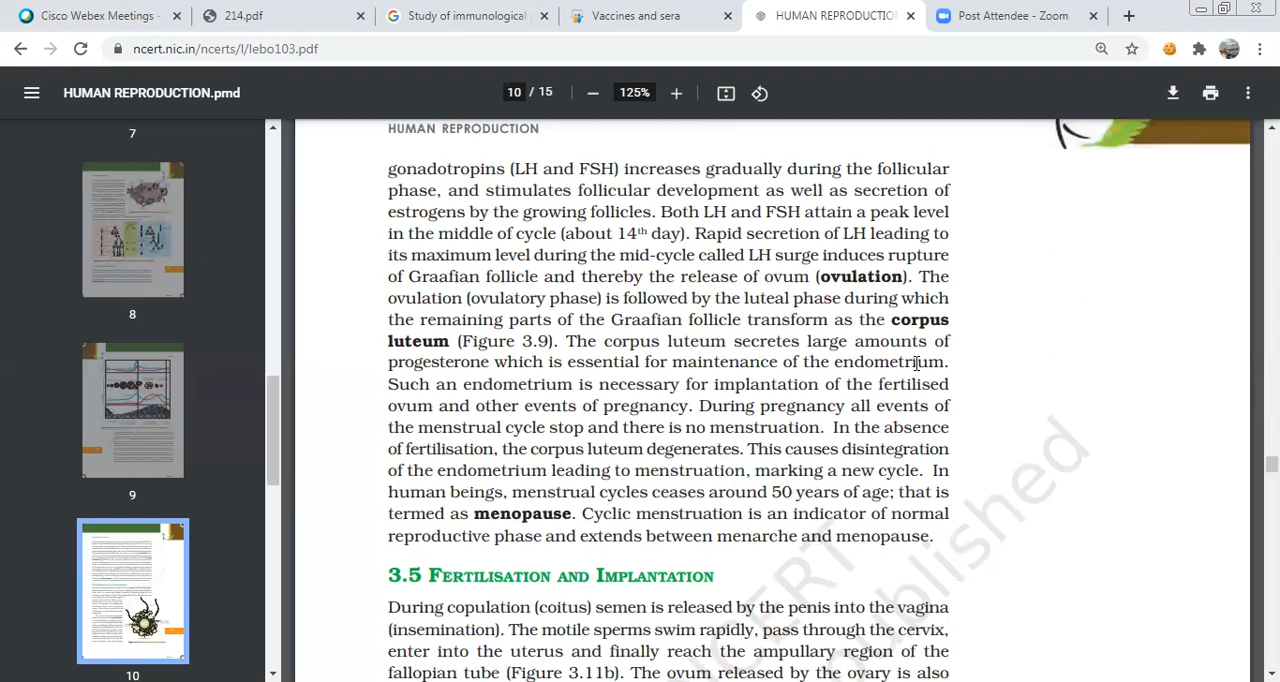 Cisco Webex Meetings -
214.pdf
Study of immunological
Vaccines and sera
HUMAN REPRODUCTIO
Post Attendee - Zoom
ncert.nic.in/ncerts/l/lebo103.pdf
HUMAN REPRODUCTION.pmd
10 / 15
125%
7
8
9
10
HUMAN REPRODUCTION
gonadotropins (LH and FSH) increases gradually during the follicular
phase, and stimulates follicular development as well as secretion of
estrogens by the growing follicles. Both LH and FSH attain a peak level
in the middle of cycle (about 14th day). Rapid secretion of LH leading to
its maximum level during the mid-cycle called LH surge induces rupture
of Graafian follicle and thereby the release of ovum (ovulation). The
ovulation (ovulatory phase) is followed by the luteal phase during which
the remaining parts of the Graafian follicle transform as the corpus
luteum (Figure 3.9). The corpus luteum secretes large amounts of
progesterone which is essential for maintenance of the endometrium.
Such an endometrium is necessary for implantation of the fertilised
ovum and other events of pregnancy. During pregnancy all events of
the menstrual cycle stop and there is no menstruation. In the absence
of fertilisation, the corpus luteum degenerates. This causes disintegration
of the endometrium leading to menstruation, marking a new cycle. In
human beings, menstrual cycles ceases around 50 years of age; that is
termed as menopause. Cyclic menstruation is an indicator of normal
reproductive phase and extends between menarche and menopause.
3.5 FERTILISATION AND IMPLANTATION
During copulation (coitus) semen is released by the penis into the vagina
(insemination). The motile sperms swim rapidly, pass through the cervix,
enter into the uterus and finally reach the ampullary region of the
fallopian tube (Figure 3.11b). The ovum released by the ovary is also
published